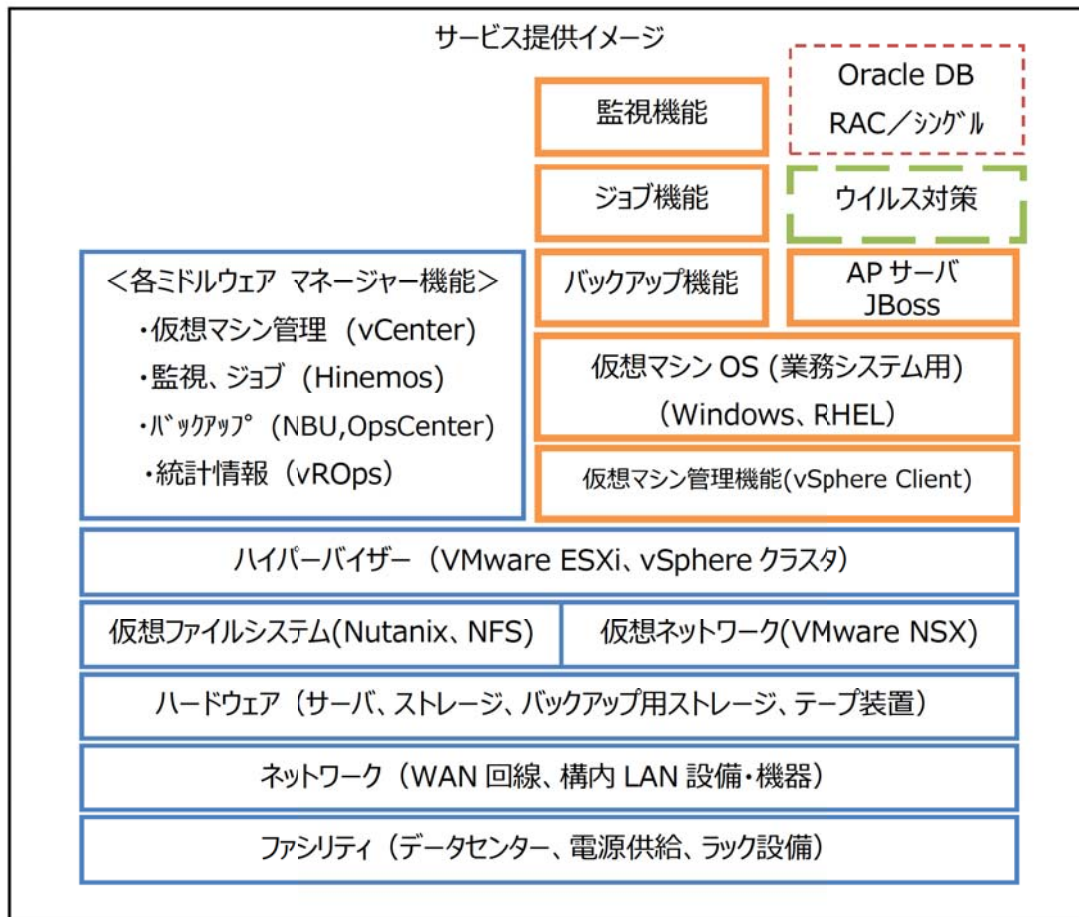 サービス提供イメージ
監視機能
Oracle DB
RAC／ｼﾝｸﾞﾙ
ジョブ機能
ウイルス対策
＜各ミドルウェア マネージャー機能＞
・仮想マシン管理 (vCenter)
・監視、ジョブ (Hinemos)
・ﾊﾞｯｸｱｯﾌﾟ (NBU,OpsCenter)
・統計情報（vROps）
バックアップ機能
AP サーバ
JBoss
仮想マシン OS (業務システム用)
（Windows、RHEL）
仮想マシン管理機能(vSphere Client)
ハイパーバイザー（VMware ESXi、vSphere クラスタ）
仮想ファイルシステム(Nutanix、NFS)
仮想ネットワーク(VMware NSX)
ハードウェア（サーバ、ストレージ、バックアップ用ストレージ、テープ装置）
ネットワーク（WAN 回線、構内 LAN 設備・機器）
ファシリティ（データセンター、電源供給、ラック設備）